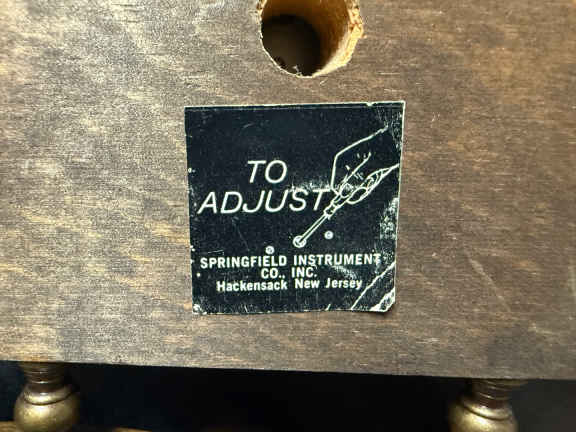 TO
ADJUST
SPRINGFIELD INSTRUMENT
CO., INC.
Hackensack New Jersey